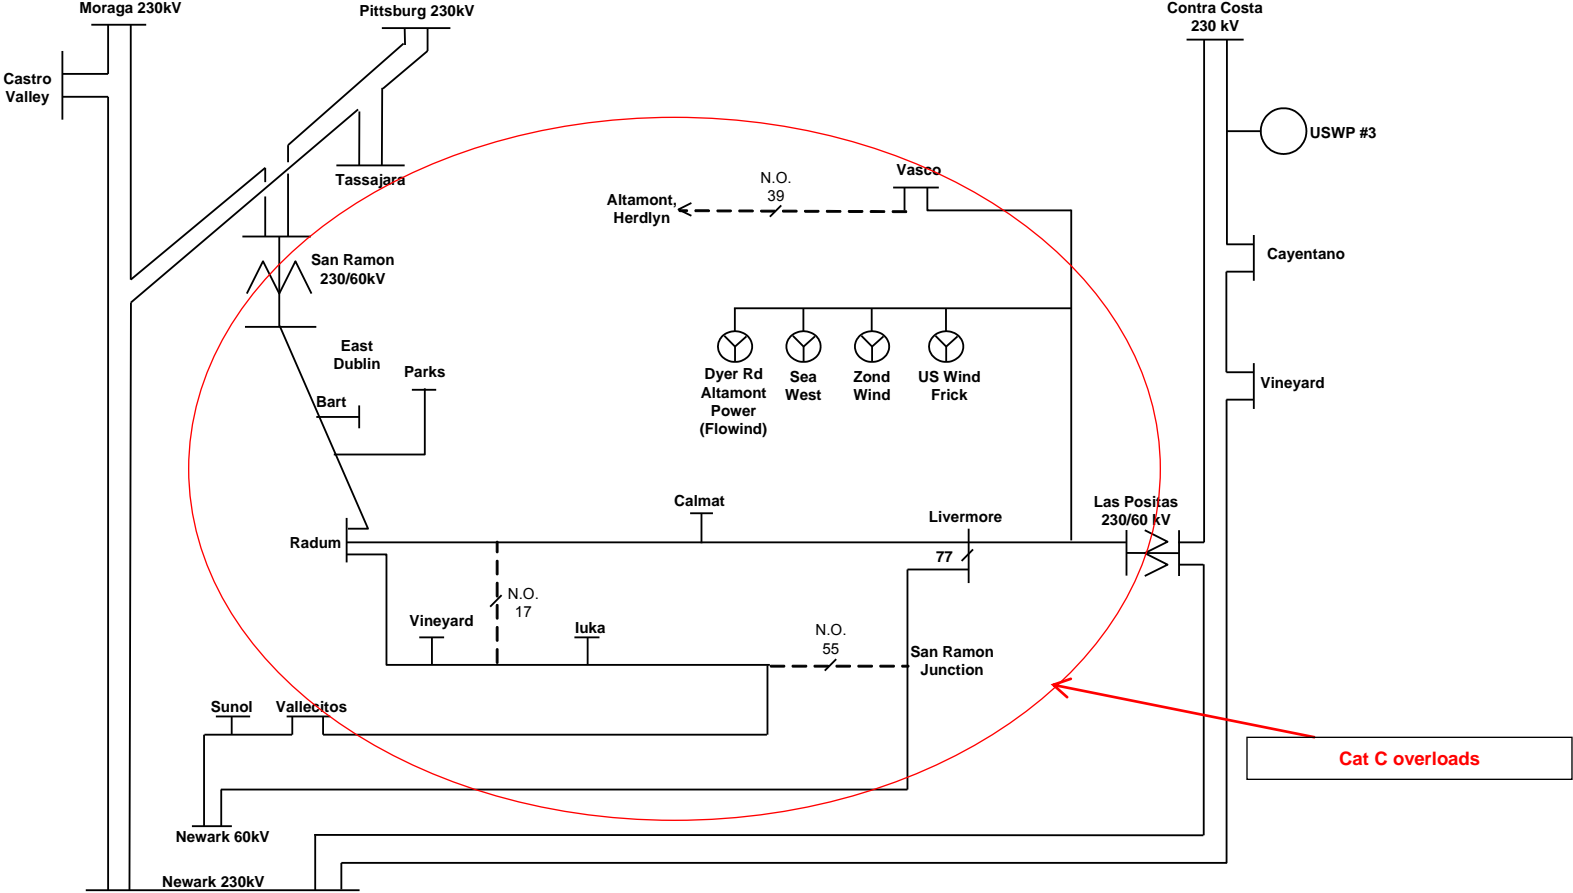 Moraga 230kV
Pittsburg 230kV
Contra Costa
230 kV
Castro
Valley
USWP #3
Tassajara
Vasco
N.O.
39
Altamont,
Herdlyn
San Ramon
230/60kV
Cayentano
East
Dublin
Parks
Bart
Dyer Rd
Altamont
Power
(Flowind)
Sea
West
Zond
Wind
US Wind
Frick
Vineyard
Calmat
Livermore
Las Positas
230/60 kV
Radum
77
N.O.
17
Vineyard
Iuka
N.O.
55
San Ramon
Junction
Sunol
Vallecitos
Cat C overloads
Newark 60kV
Newark 230kV